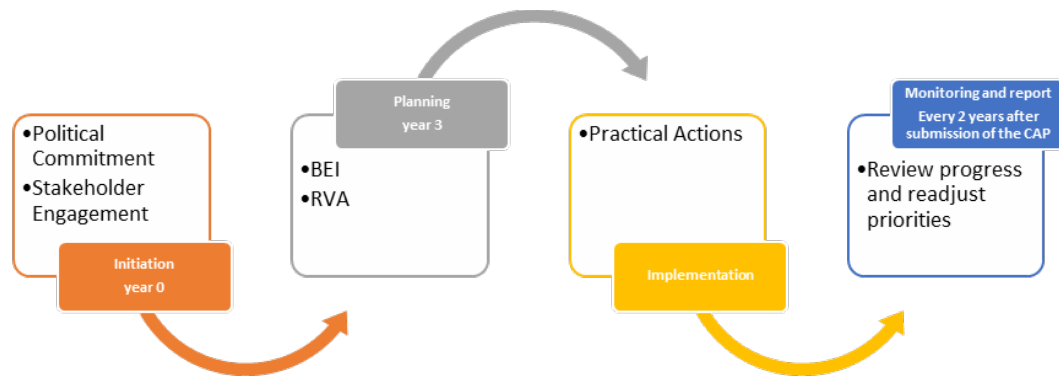 •Political
Commitment
•Stakeholder
Engagement
Initiation
year 0
Planning
year 3
•BEI
•RVA
•Practical Actions
Implementation
Monitoring and report
Every 2 years after
submission of the CAP
•Review progress
and readjust
priorities